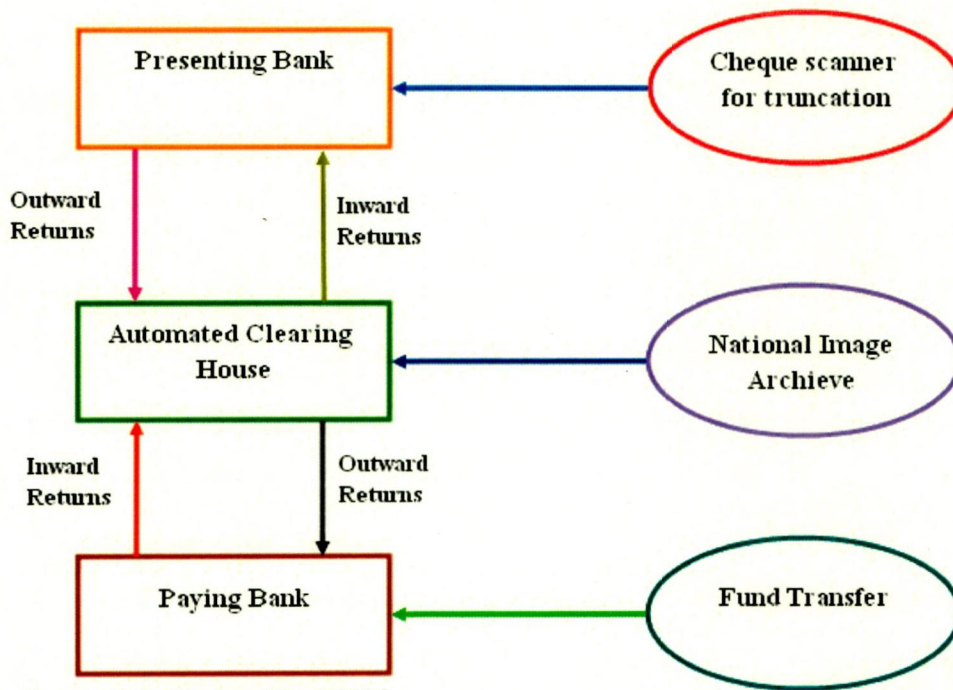 Presenting Bank
Cheque scanner
for truncation
Outward
Returns
Inward
Returns
Automated Clearing
House
National Image
Archieve
Inward
Returns
Outward
Returns
Paying Bank
Fund Transfer